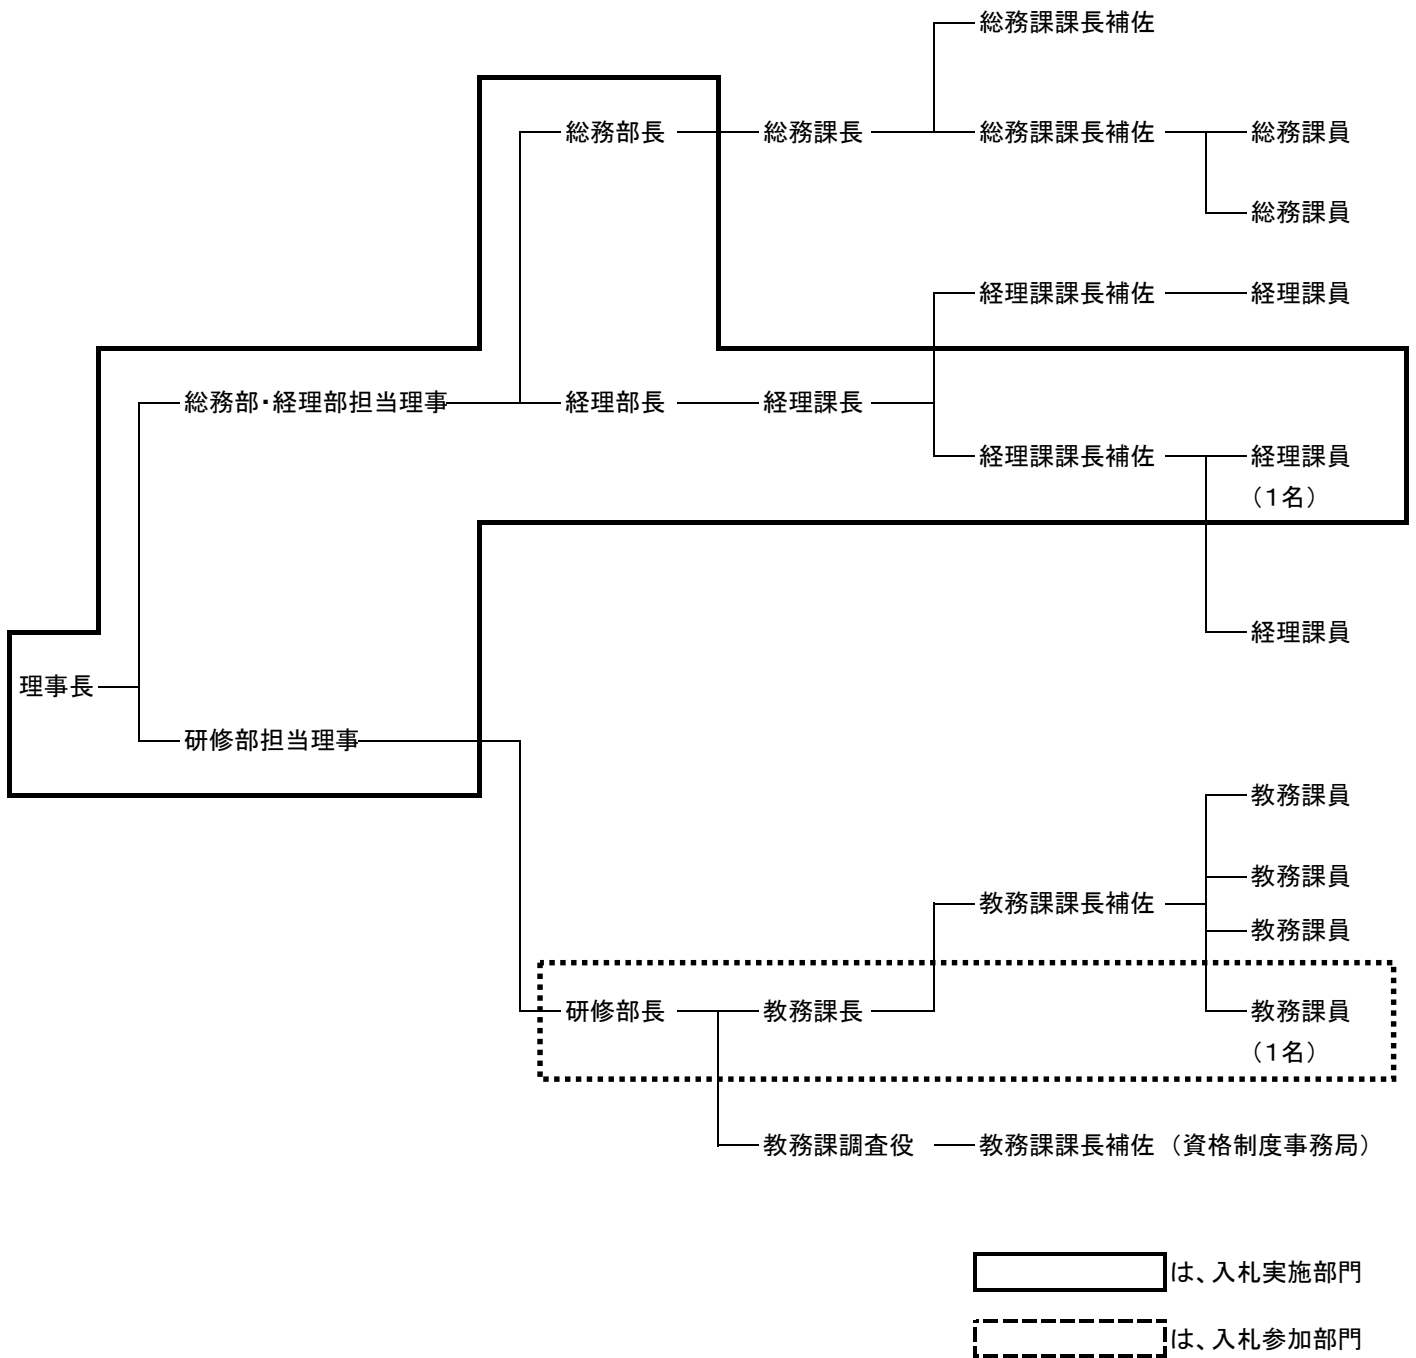 総務課課長補佐
総務部長
総務課長
総務課課長補佐
総務課員
総務課員
経理課課長補佐
経理課員
総務部・経理部担当理事
経理部長
経理課長
経理課課長補佐
経理課員
（１名）
経理課員
理事長
研修部担当理事
教務課員
教務課員
教務課課長補佐
教務課員
研修部長
教務課長
教務課員
（１名）
教務課調査役
教務課課長補佐（資格制度事務局）
は、入札実施部門
は、入札参加部門